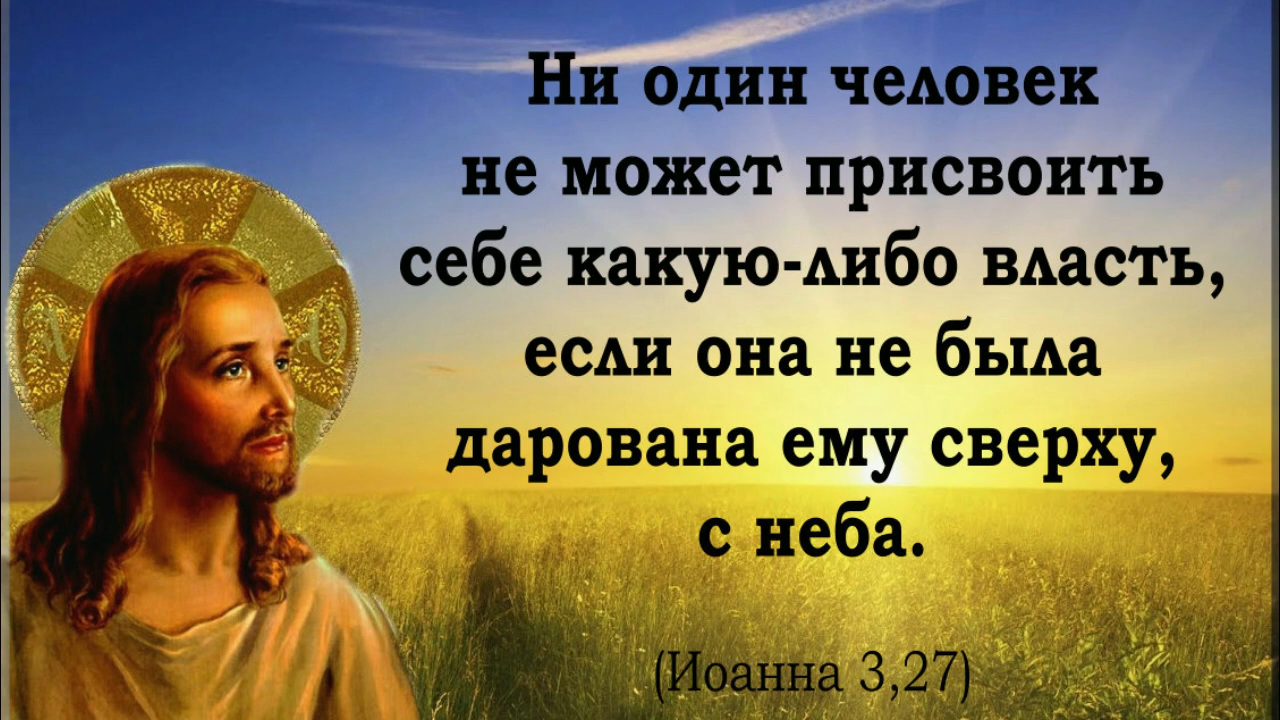 Ни один человек
не может присвоить
себе какую-либо власть,
если она не была
дарована ему сверху,
с неба.
(Иоанна 3,27)